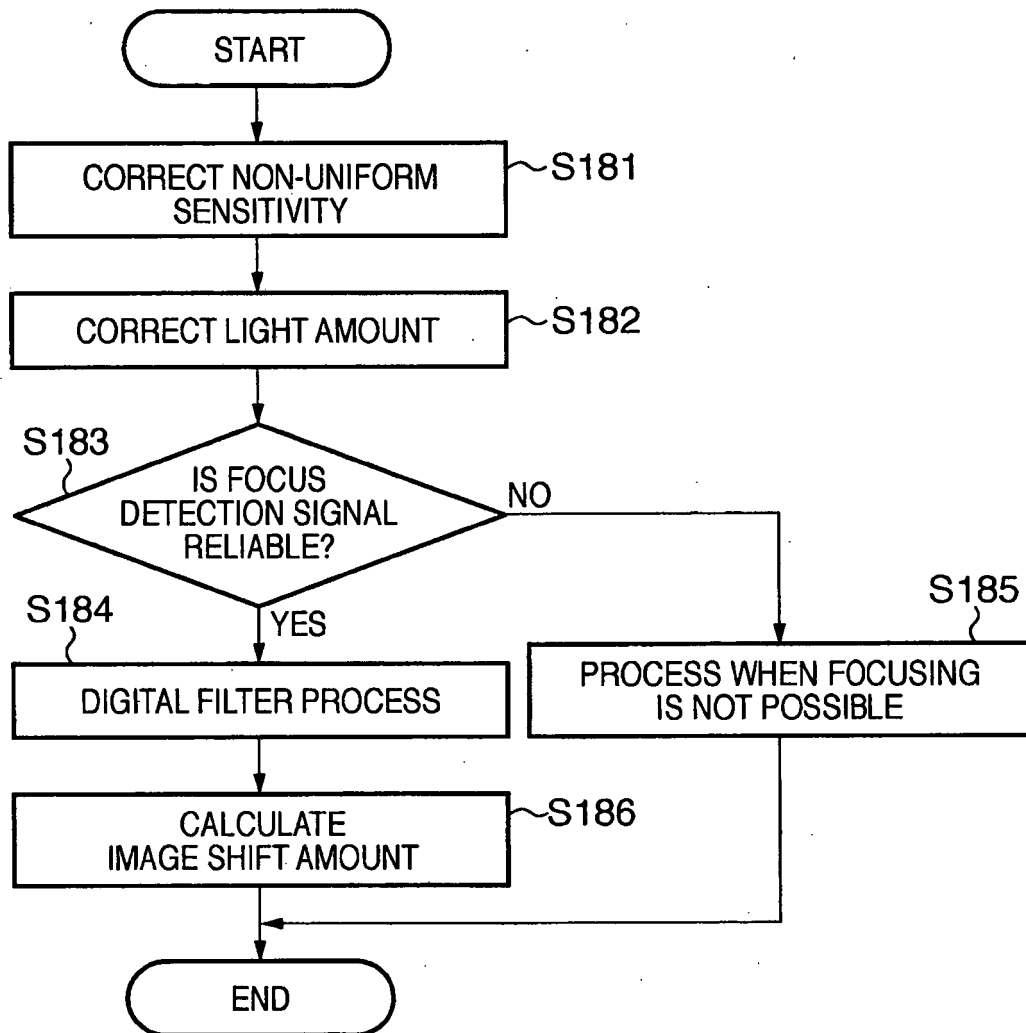 START
CORRECT NON-UNIFORM
SENSITIVITY
S181
CORRECT LIGHT AMOUNT
S182
S183
IS FOCUS
DETECTION SIGNAL
RELIABLE?
NO
YES
S184
DIGITAL FILTER PROCESS
S185
PROCESS WHEN FOCUSING
IS NOT POSSIBLE
CALCULATE
IMAGE SHIFT AMOUNT
S186
END